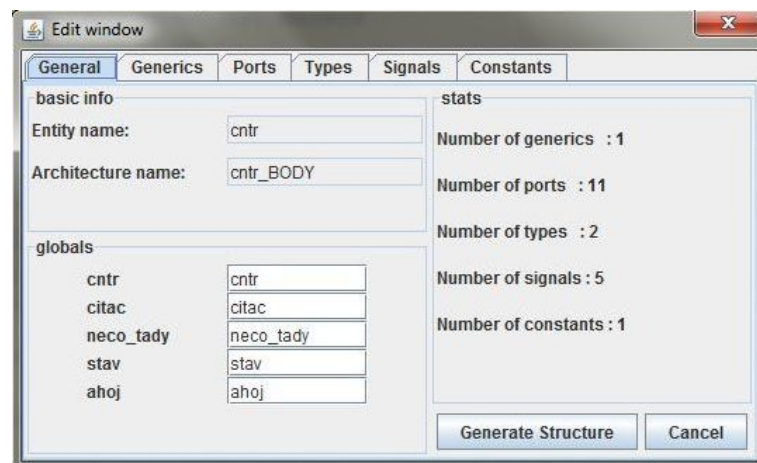 Edit window
General Generics Ports Types Signals Constants
basic info
Entity name: cntr
Architecture name: cntr_BODY
globals
cntr cntr
citac citac
neco_tady neco_tady
stav stav
ahoj ahoj
stats
Number of generics : 1
Number of ports : 11
Number of types : 2
Number of signals : 5
Number of constants : 1
Generate Structure Cancel